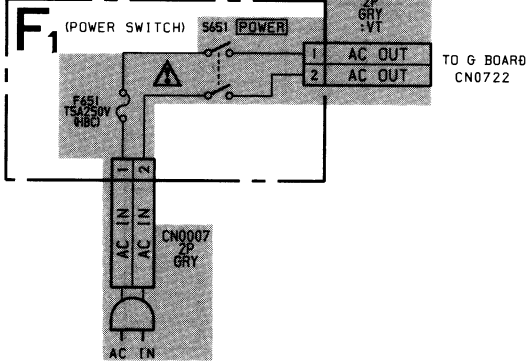 2P
GRY
:VT
F1 (POWER SWITCH)
S651 POWER
1 AC OUT
2 AC OUT
TO G BOARD
CN0722
F651
T5A250V
(HBC)
1 2
AC IN AC IN
CN0007
2P
GRY
AC IN